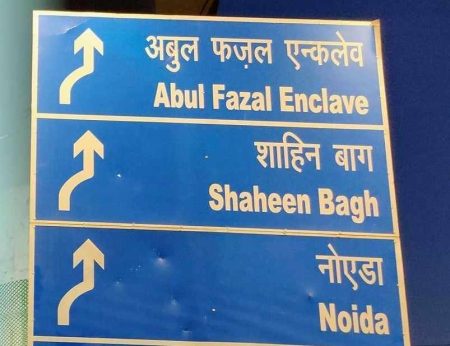 अबुल फज़ल एन्कलेव
Abul Fazal Enclave
शाहिन बाग
Shaheen Bagh
नोएडा
Noida